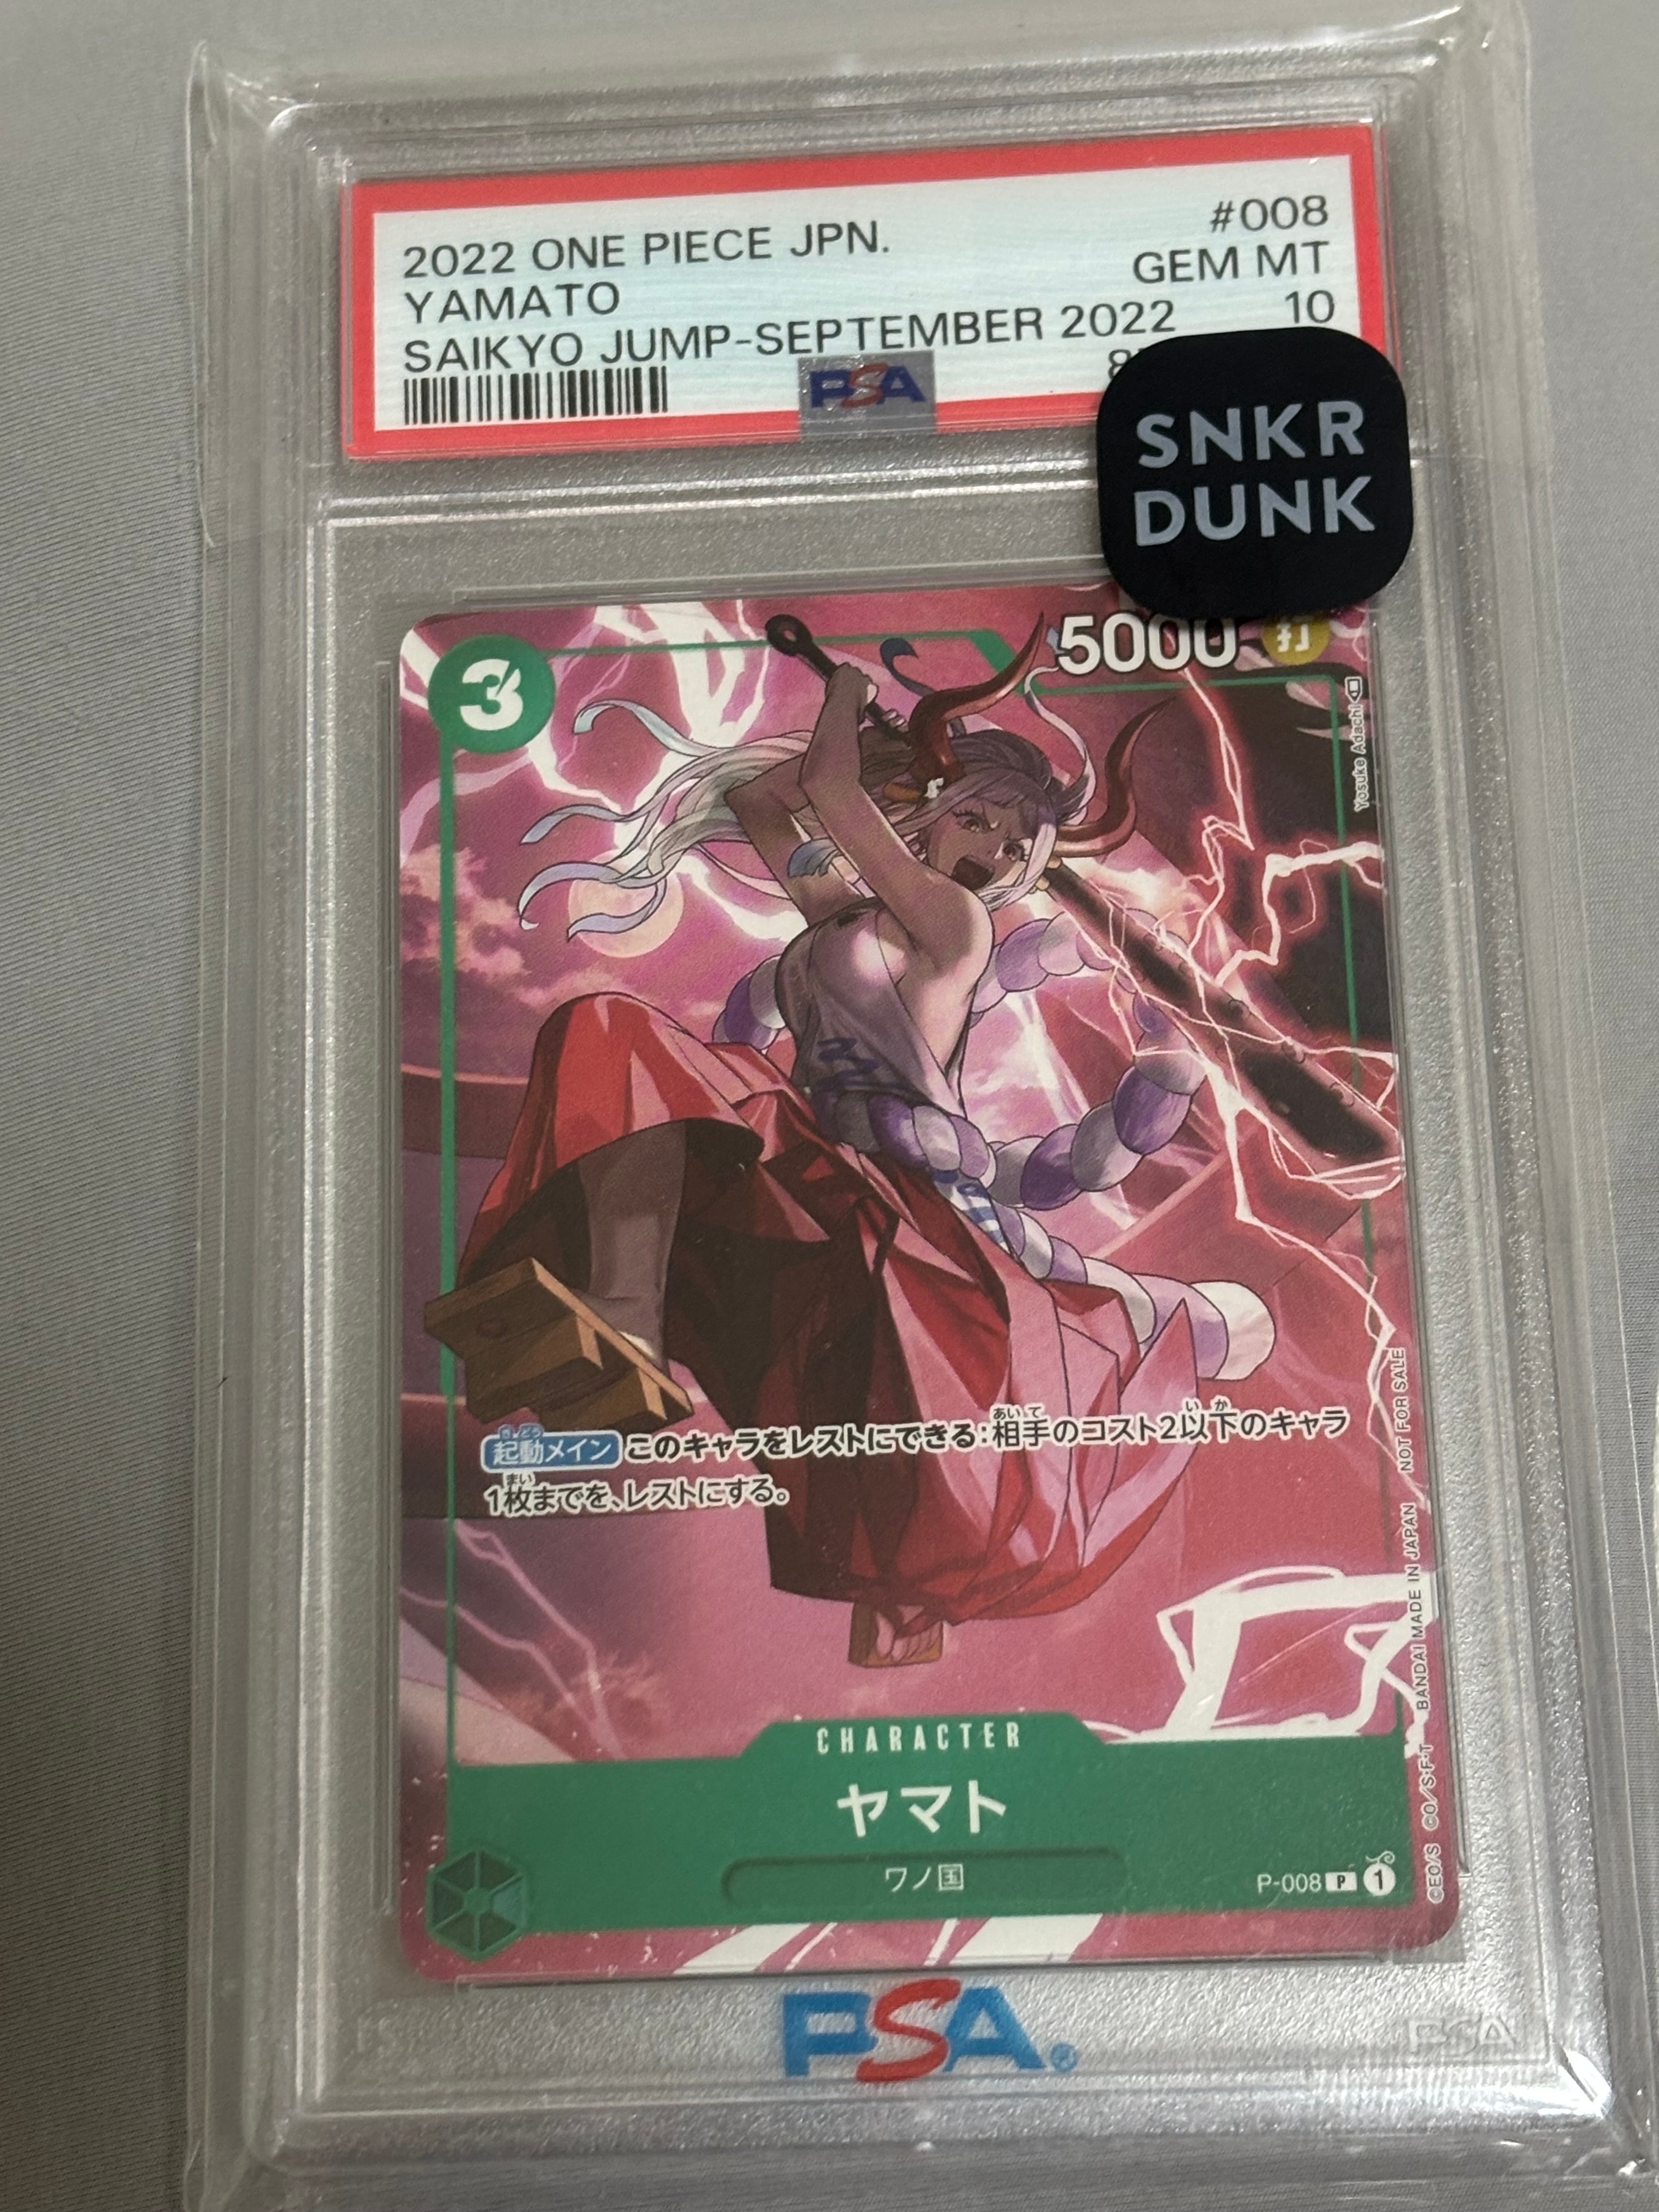 2022 ONE PIECE JPN. #008
YAMATO GEM MT
SAIKYO JUMP-SEPTEMBER 2022 10
PSA
SNKR
DUNK
3
5000 打
Yosuke Adachi
起動メイン このキャラをレストにできる:相手のコスト2以下のキャラ
1枚までを、レストにする。
CHARACTER
ヤマト
ワノ国
P-008 P 1
©EO/S ©O/S·F·T BANDAI MADE IN JAPAN NOT FOR SALE
PSA®
PSA